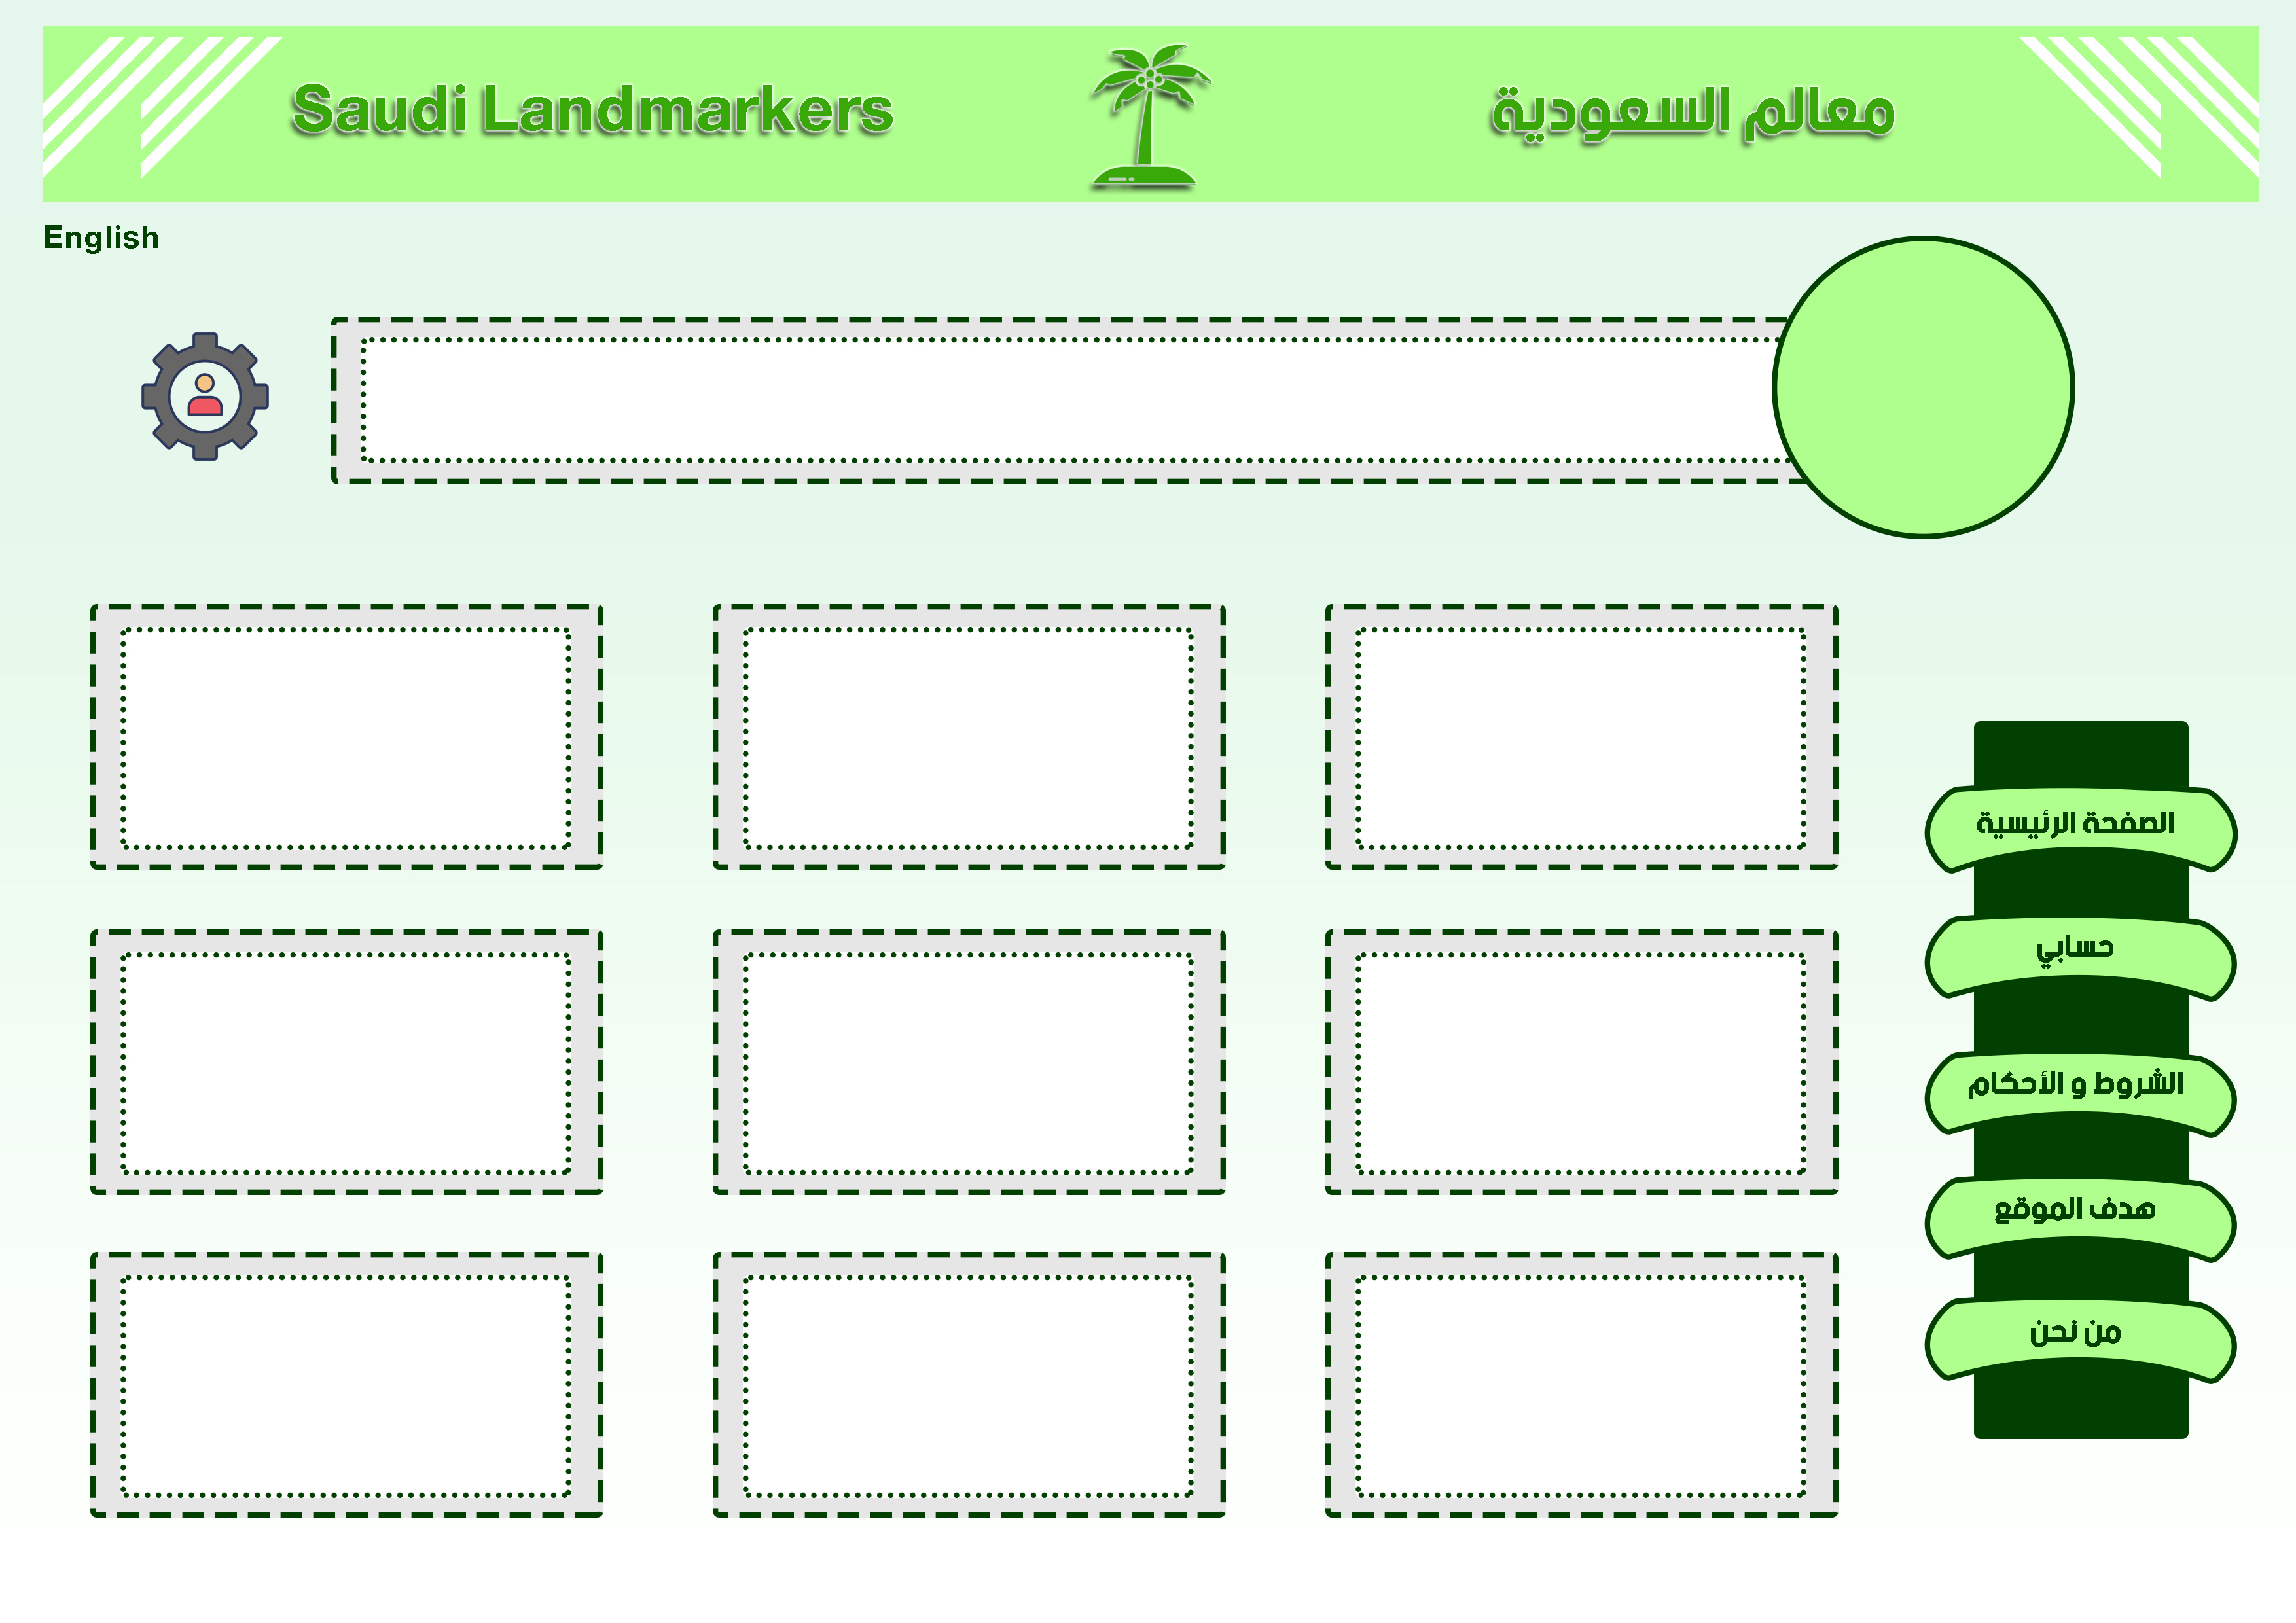 Saudi Landmarkers
معالم السعودية
English
الصفحة الرئيسية
حسابي
الشروط و الأحكام
هدف الموقع
من نحن